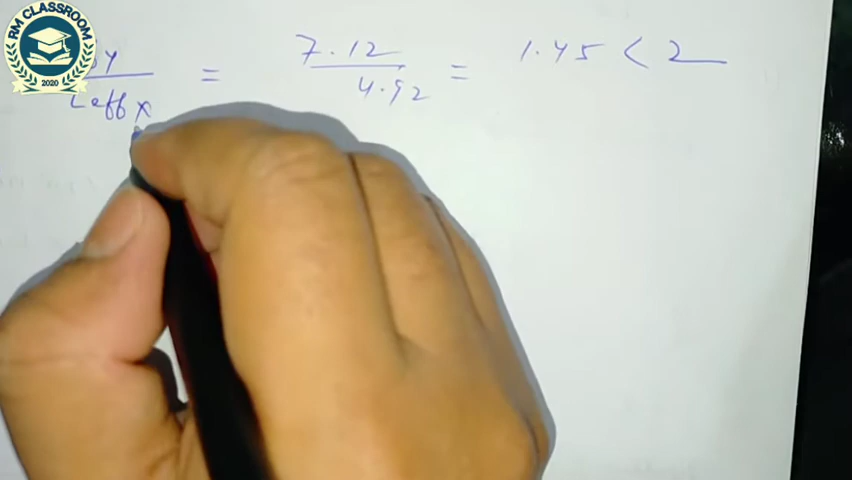 RM CLASSROOM
2020
y / Leff x = 7.12 / 4.92 = 1.45 < 2